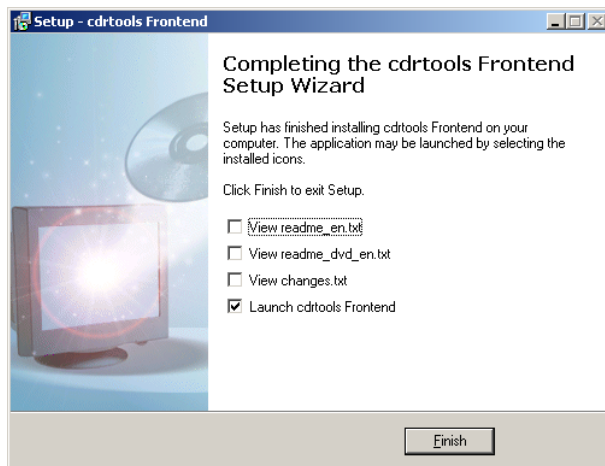 Setup - cdrtools Frontend
Completing the cdrtools Frontend
Setup Wizard
Setup has finished installing cdrtools Frontend on your
computer. The application may be launched by selecting the
installed icons.
Click Finish to exit Setup.
View readme_en.txt
View readme_dvd_en.txt
View changes.txt
Launch cdrtools Frontend
Finish